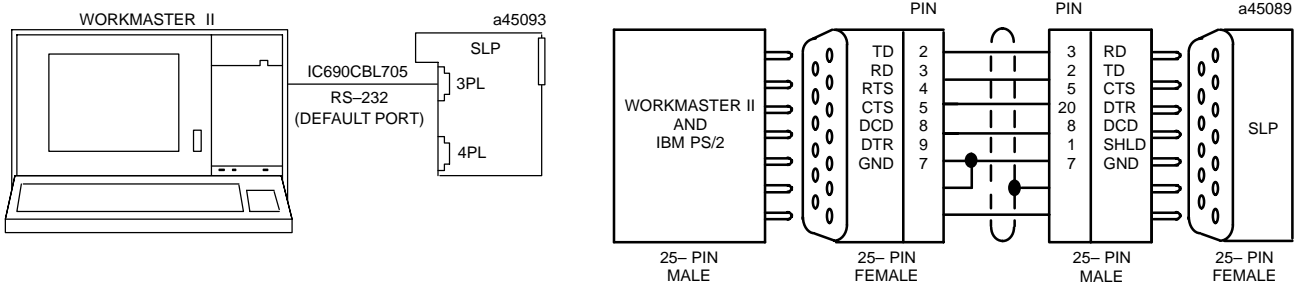 WORKMASTER II
a45093
SLP
IC690CBL705
3PL
RS–232
(DEFAULT PORT)
4PL
PIN
PIN
a45089
TD 2
3 RD
RD 3
2 TD
RTS 4
5 CTS
WORKMASTER II
CTS 5
20 DTR
AND
DCD 8
8 DCD
SLP
IBM PS/2
DTR 9
1 SHLD
GND 7
7 GND
25– PIN
MALE
25– PIN
FEMALE
25– PIN
MALE
25– PIN
FEMALE